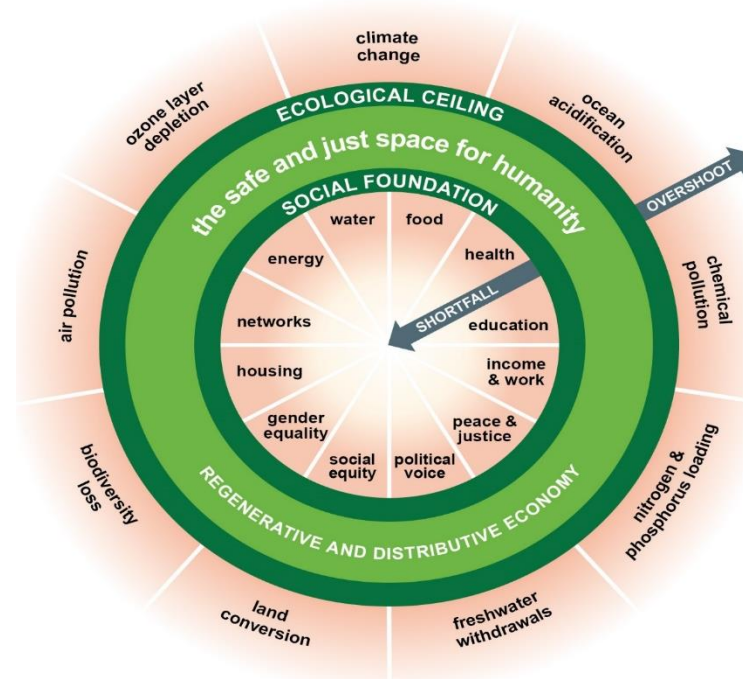 climate
change
ocean
acidification
OVERSHOOT
chemical
pollution
nitrogen &
phosphorus loading
freshwater
withdrawals
land
conversion
biodiversity
loss
air pollution
ozone layer
depletion
ECOLOGICAL CEILING
the safe and just space for humanity
SOCIAL FOUNDATION
water
food
health
SHORTFALL
education
income
& work
peace &
justice
political
voice
social
equity
gender
equality
housing
networks
energy
REGENERATIVE AND DISTRIBUTIVE ECONOMY